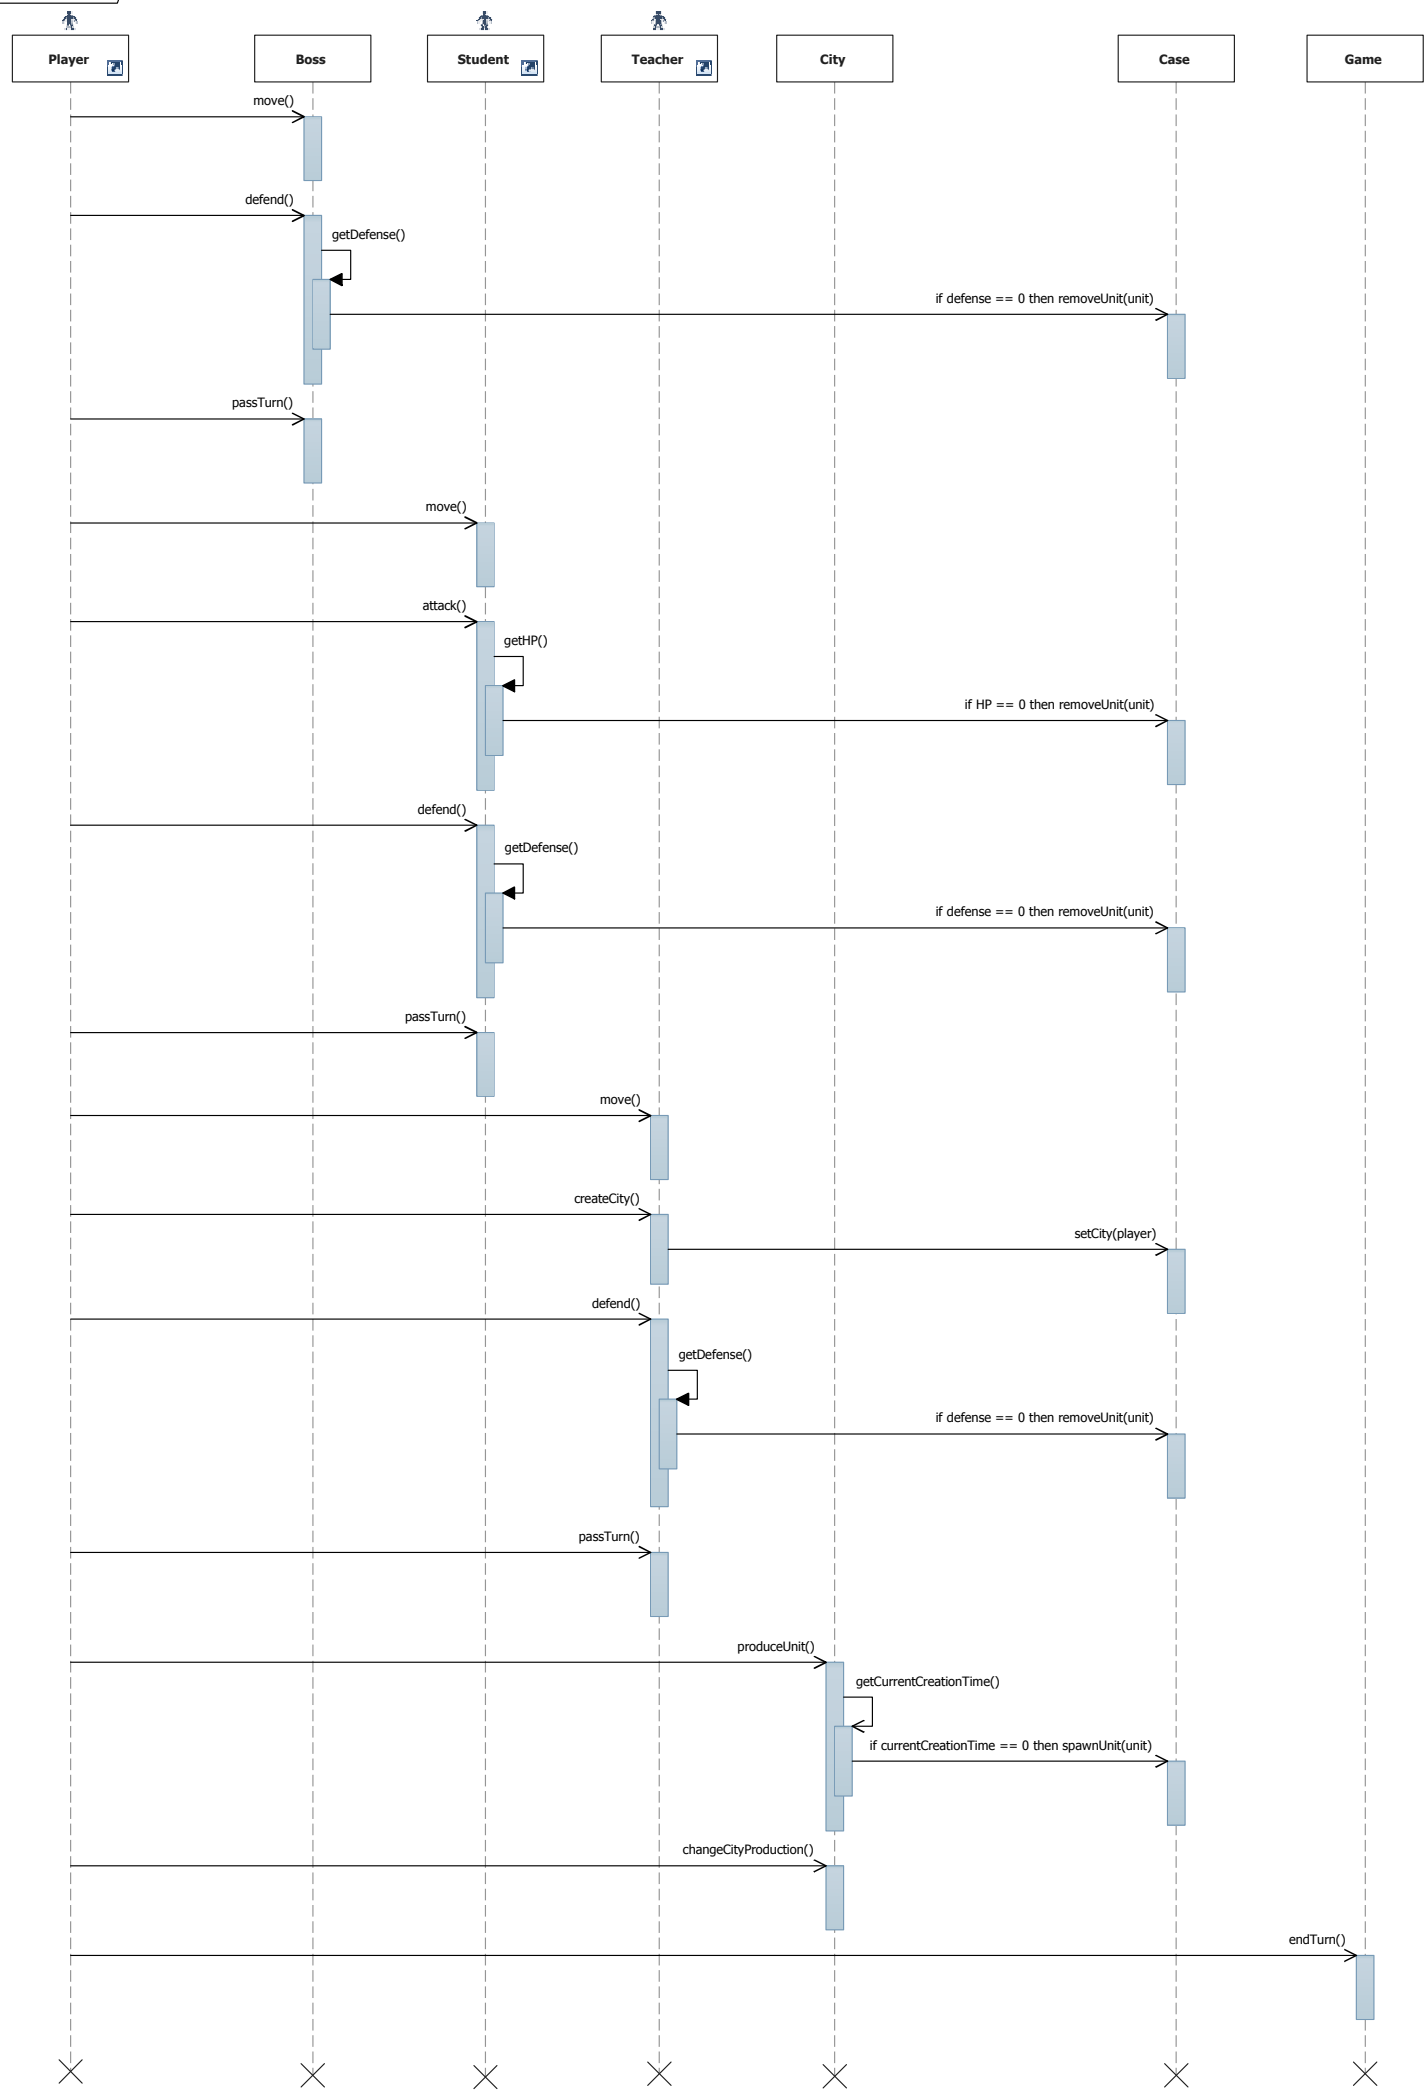 Player
Boss
Student
Teacher
City
Case
Game
move()
defend()
getDefense()
if defense == 0 then removeUnit(unit)
passTurn()
move()
attack()
getHP()
if HP == 0 then removeUnit(unit)
defend()
getDefense()
if defense == 0 then removeUnit(unit)
passTurn()
move()
createCity()
setCity(player)
defend()
getDefense()
if defense == 0 then removeUnit(unit)
passTurn()
produceUnit()
getCurrentCreationTime()
if currentCreationTime == 0 then spawnUnit(unit)
changeCityProduction()
endTurn()